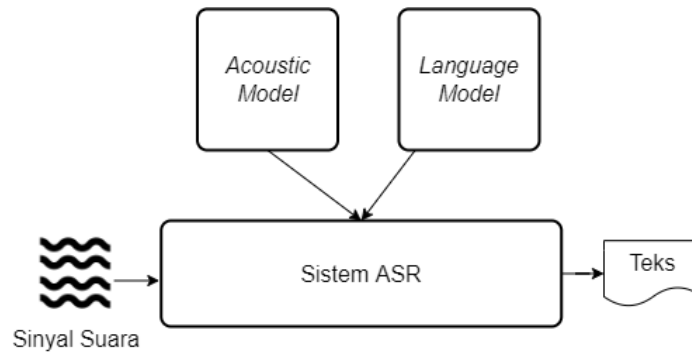 Acoustic
Model
Language
Model
Sistem ASR
Teks
Sinyal Suara